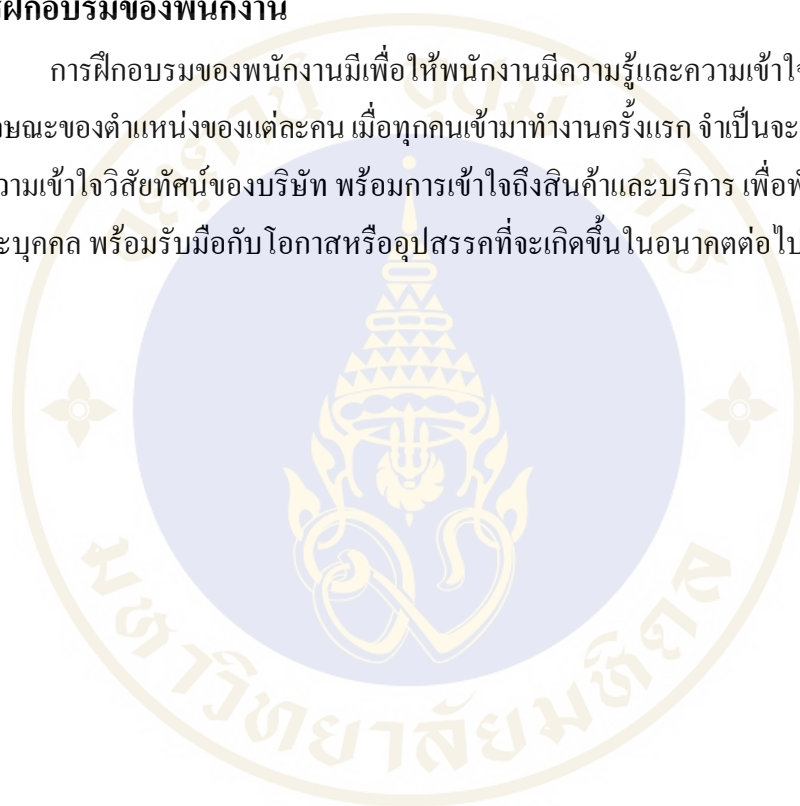 รฝึกอบรมของพนักงาน
การฝึกอบรมของพนักงานมีเพื่อให้พนักงานมีความรู้และความเข้าใจ
ษณะของตำแหน่งของแต่ละคน เมื่อทุกคนเข้ามาทำงานครั้งแรก จำเป็นจะ
วามเข้าใจวิสัยทัศน์ของบริษัท พร้อมการเข้าใจถึงสินค้าและบริการ เพื่อพั
ะบุคคล พร้อมรับมือกับโอกาสหรืออุปสรรคที่จะเกิดขึ้นในอนาคตต่อไป
มหาวิทยาลัยมหิดล